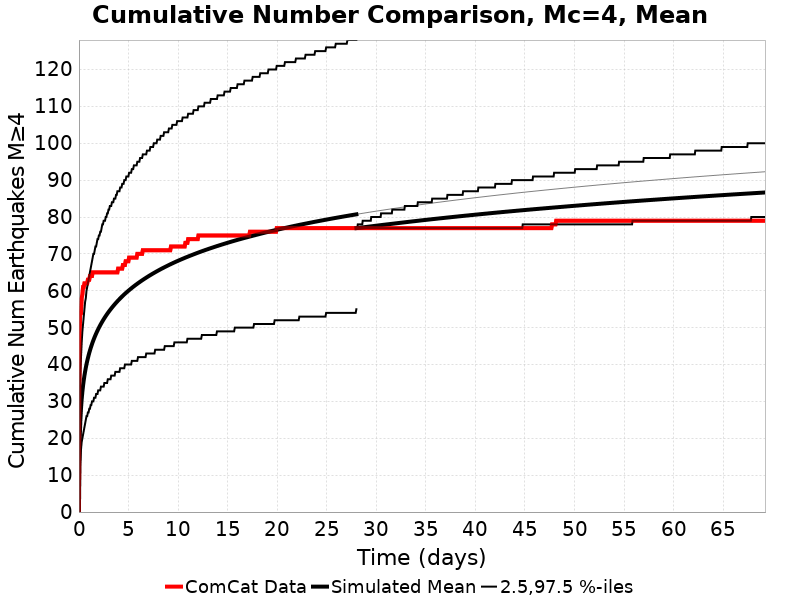 Cumulative Number Comparison, Mc=4, Mean
Cumulative Num Earthquakes M≥4
120
110
100
90
80
70
60
50
40
30
20
10
0
0 5 10 15 20 25 30 35 40 45 50 55 60 65
Time (days)
ComCat Data Simulated Mean 2.5,97.5 %-iles